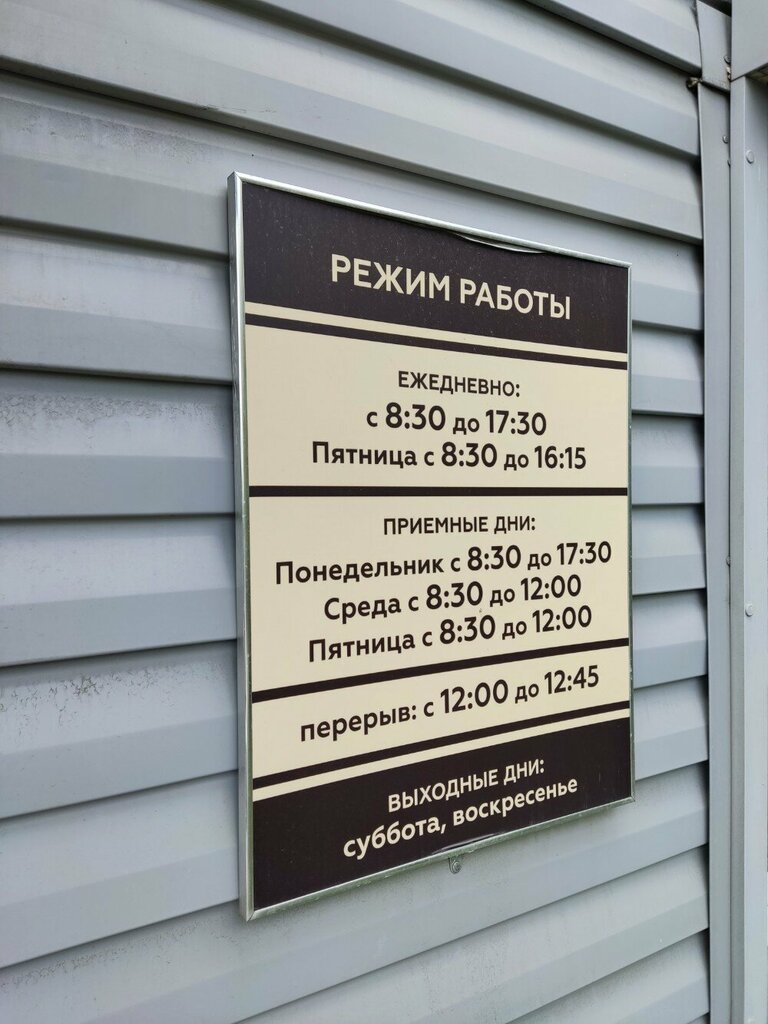 РЕЖИМ РАБОТЫ
ЕЖЕДНЕВНО:
с 8:30 до 17:30
Пятница с 8:30 до 16:15
ПРИЕМНЫЕ ДНИ:
Понедельник с 8:30 до 17:30
Среда с 8:30 до 12:00
Пятница с 8:30 до 12:00
перерыв: с 12:00 до 12:45
ВЫХОДНЫЕ ДНИ:
суббота, воскресенье